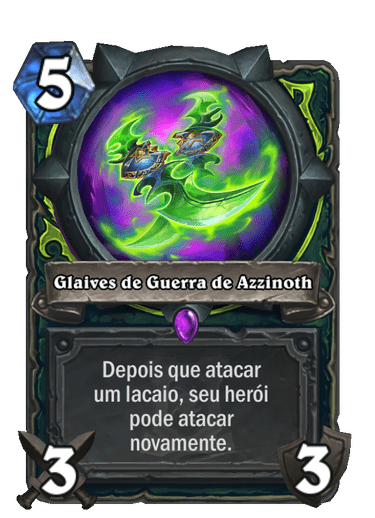 5
Glaives de Guerra de Azzinoth
Depois que atacar
um lacaio, seu herói
pode atacar
novamente.
3 3